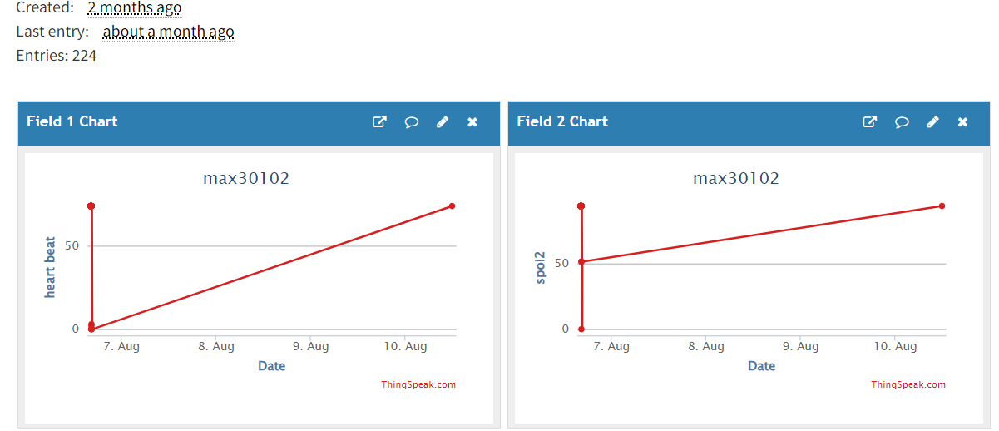 Created: 2 months ago
Last entry: about a month ago
Entries: 224
Field 1 Chart
max30102
heart beat
50
0
7. Aug
8. Aug
9. Aug
10. Aug
Date
ThingSpeak.com
Field 2 Chart
max30102
spoi2
50
0
7. Aug
8. Aug
9. Aug
10. Aug
Date
ThingSpeak.com